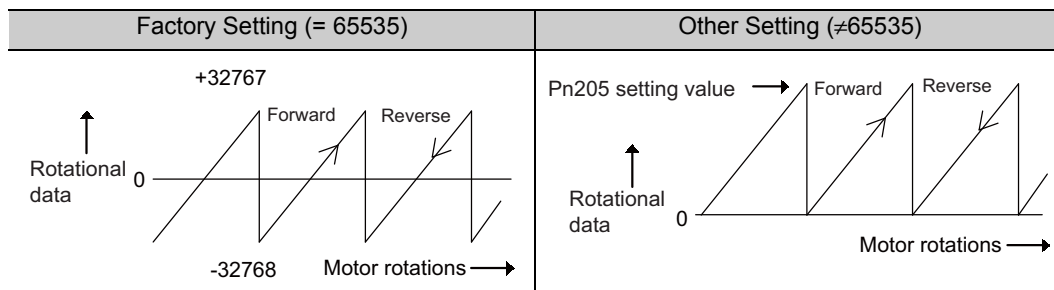 Factory Setting (= 65535)
+32767
Forward
Reverse
Rotational
data
0
-32768
Motor rotations
Other Setting (≠65535)
Pn205 setting value
Forward
Reverse
Rotational
data
0
Motor rotations